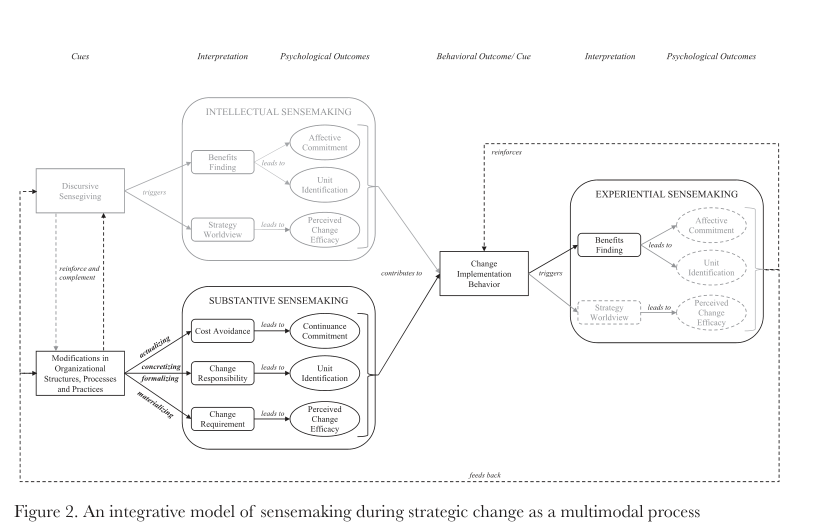 Cues
Interpretation
Psychological Outcomes
Behavioral Outcome/ Cue
Interpretation
Psychological Outcomes
INTELLECTUAL SENSEMAKING
Discursive
Sensegiving
triggers
Benefits
Finding
leads to
Affective
Commitment
Unit
Identification
Strategy
Worldview
leads to
Perceived
Change
Efficacy
reinforce and
complement
SUBSTANTIVE SENSEMAKING
Modifications in
Organizational
Structures, Processes
and Practices
actualizing
concretizing
formalizing
materializing
Cost Avoidance
leads to
Continuance
Commitment
Change
Responsibility
leads to
Unit
Identification
Change
Requirement
leads to
Perceived
Change
Efficacy
contributes to
Change
Implementation
Behavior
reinforces
triggers
EXPERIENTIAL SENSEMAKING
Benefits
Finding
leads to
Affective
Commitment
Unit
Identification
Strategy
Worldview
leads to
Perceived
Change
Efficacy
feeds back
Figure 2. An integrative model of sensemaking during strategic change as a multimodal process